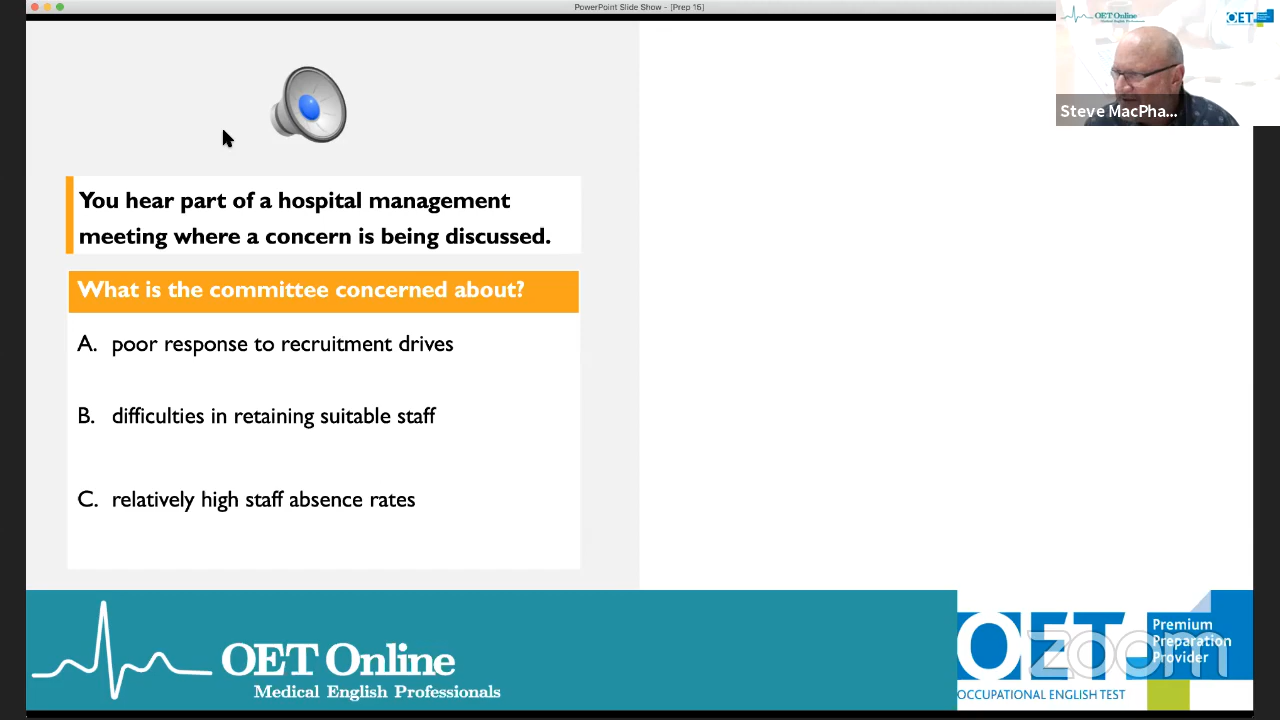 PowerPoint Slide Show - [Prep 16]
OET Online
OET
Steve MacPha...
You hear part of a hospital management
meeting where a concern is being discussed.
What is the committee concerned about?
A. poor response to recruitment drives
B. difficulties in retaining suitable staff
C. relatively high staff absence rates
OET Online
Medical English Professionals
OET
Premium
Preparation
Provider
zoom
OCCUPATIONAL ENGLISH TEST